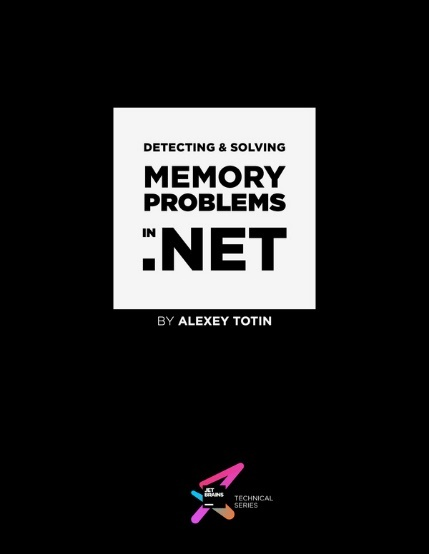 DETECTING & SOLVING
MEMORY
PROBLEMS
IN
.NET
BY ALEXEY TOTIN
JET
BRAINS
TECHNICAL
SERIES